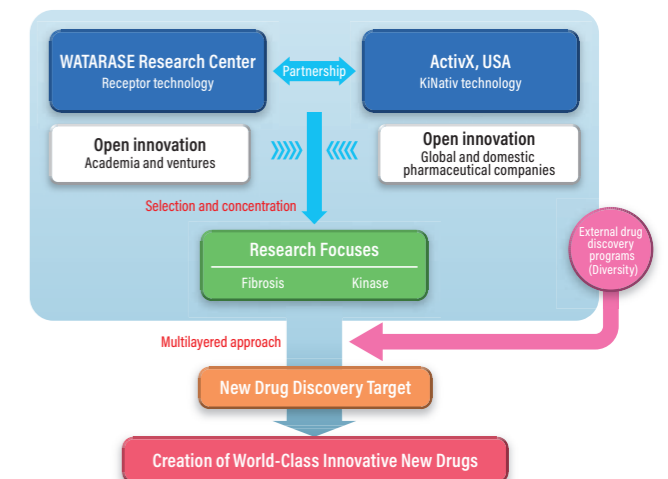 WATARASE Research Center
Receptor technology
Partnership
ActivX, USA
KiNativ technology
Open innovation
Academia and ventures
Open innovation
Global and domestic
pharmaceutical companies
Selection and concentration
Research Focuses
Fibrosis Kinase
External drug
discovery
programs
(Diversity)
Multilayered approach
New Drug Discovery Target
Creation of World-Class Innovative New Drugs